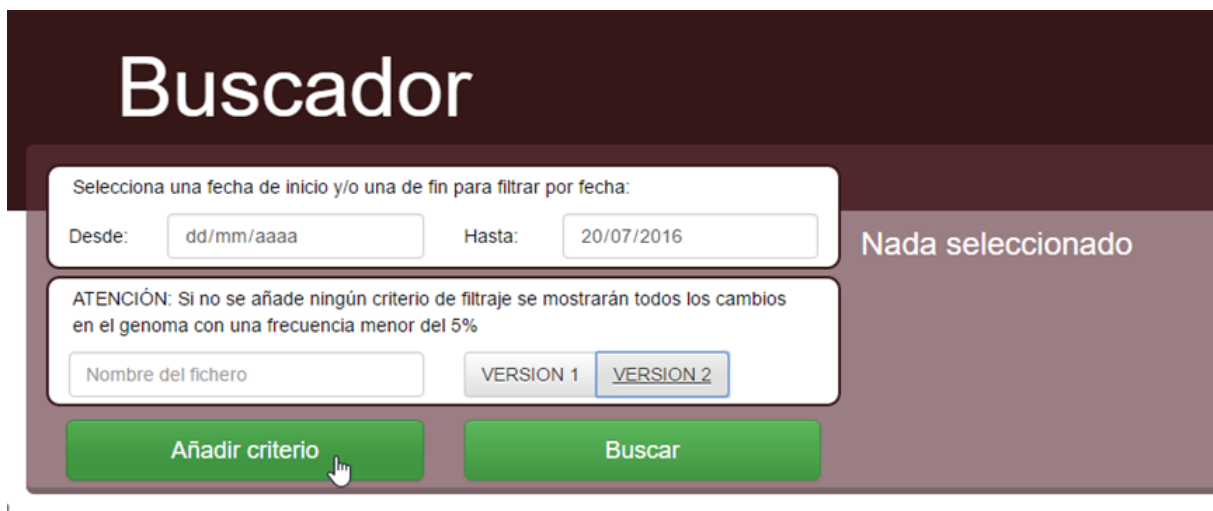 Buscador
Selecciona una fecha de inicio y/o una de fin para filtrar por fecha:
Desde: dd/mm/aaaa Hasta: 20/07/2016
Nada seleccionado
ATENCIÓN: Si no se añade ningún criterio de filtraje se mostrarán todos los cambios
en el genoma con una frecuencia menor del 5%
Nombre del fichero VERSION 1 VERSION 2
Añadir criterio Buscar